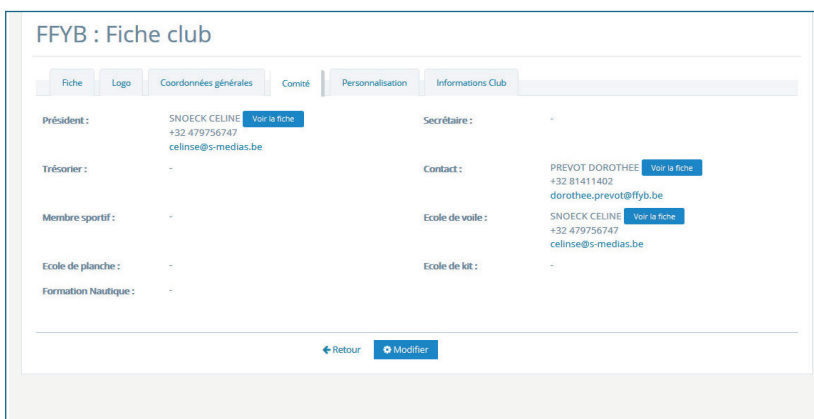 FFYB : Fiche club
Fiche Logo Coordonnées générales Comité Personnalisation Informations Club
Président : SNOECK CELINE Voir la fiche Secrétaire : -
+32 479756747
celinse@s-medias.be
Trésorier : - Contact : PREVOT DOROTHEE Voir la fiche
+32 81411402
dorothee.prevot@ffyb.be
Membre sportif : - Ecole de voile : SNOECK CELINE Voir la fiche
+32 479756747
celinse@s-medias.be
Ecole de planche : - Ecole de kit : -
Formation Nautique : -
Retour Modifier